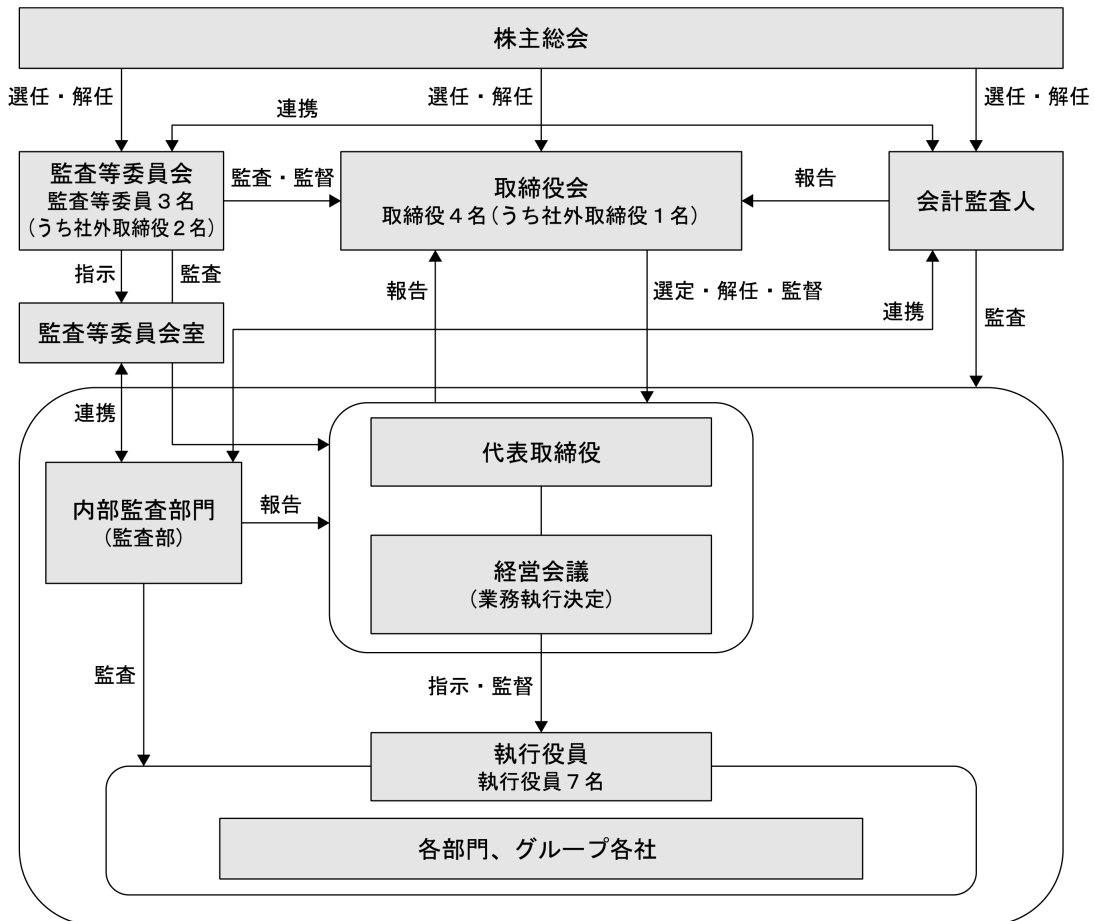 株主総会
選任・解任
選任・解任
選任・解任
連携
監査等委員会
監査等委員3名
(うち社外取締役2名)
監査・監督
取締役会
取締役4名(うち社外取締役1名)
報告
会計監査人
指示
監査
報告
選定・解任・監督
連携
監査
監査等委員会室
連携
代表取締役
内部監査部門
(監査部)
報告
経営会議
(業務執行決定)
監査
指示・監督
執行役員
執行役員7名
各部門、グループ各社